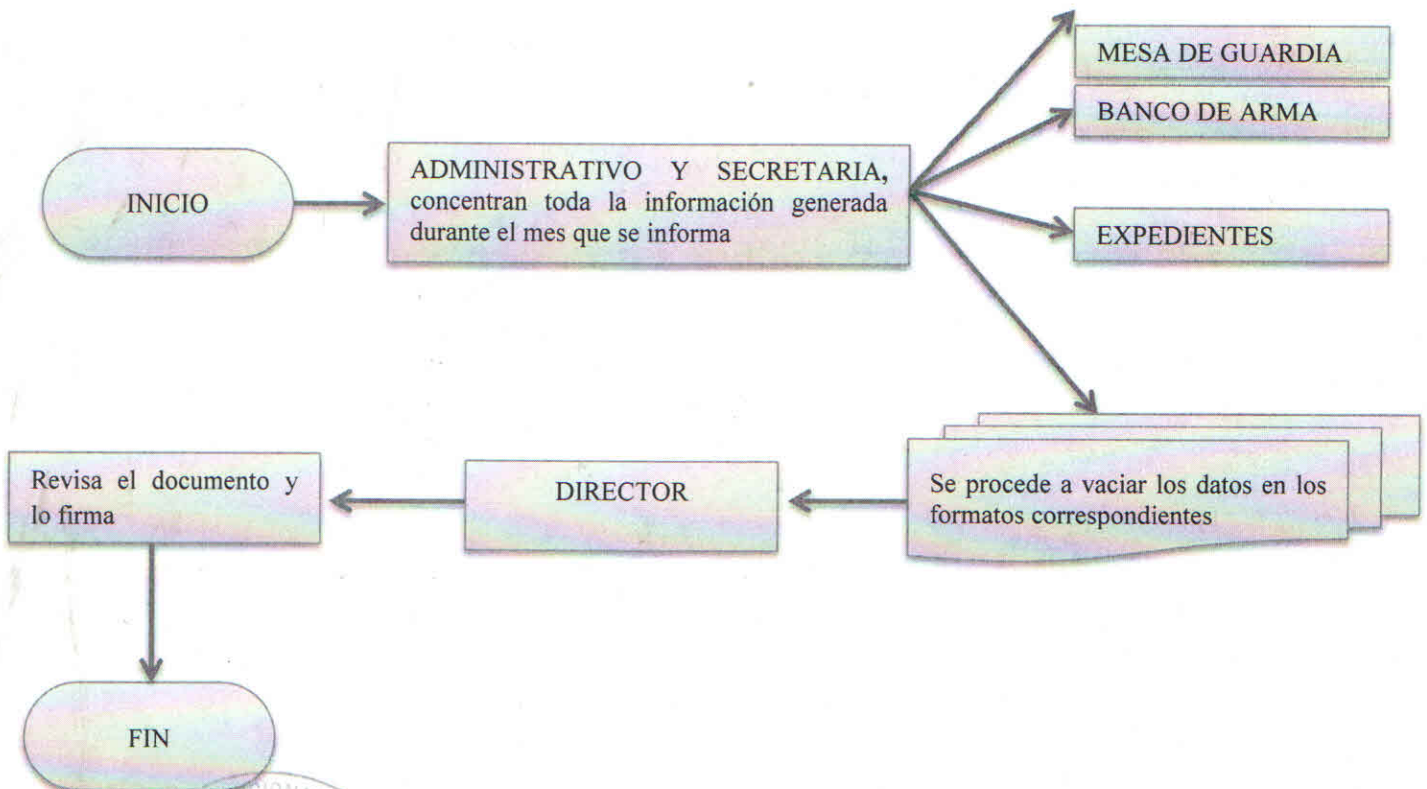 MESA DE GUARDIA
BANCO DE ARMA
INICIO
ADMINISTRATIVO Y SECRETARIA,
concentran toda la información generada
durante el mes que se informa
EXPEDIENTES
Se procede a vaciar los datos en los
formatos correspondientes
DIRECTOR
Revisa el documento y
lo firma
FIN